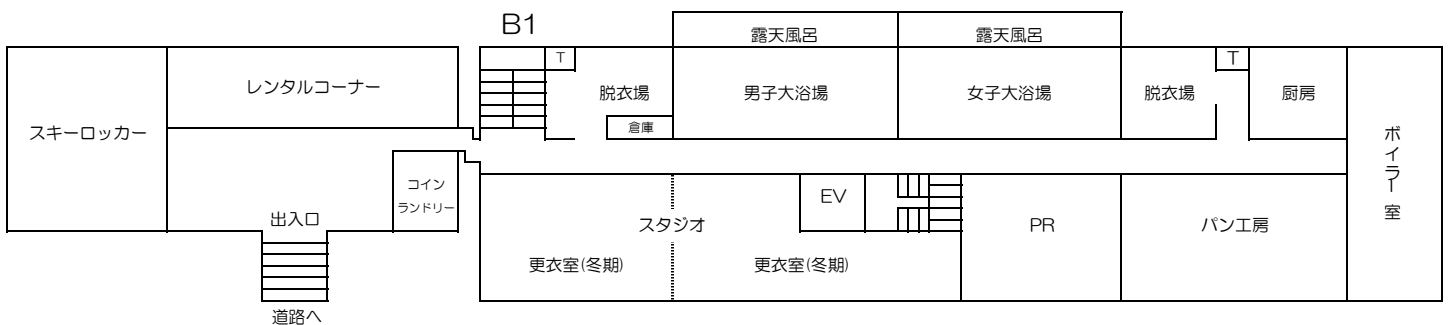 B1
露天風呂
露天風呂
T
T
レンタルコーナー
脱衣場
男子大浴場
女子大浴場
脱衣場
厨房
スキーロッカー
倉庫
ボイラー室
コイン
ランドリー
EV
出入口
スタジオ
PR
パン工房
更衣室(冬期)
更衣室(冬期)
道路へ